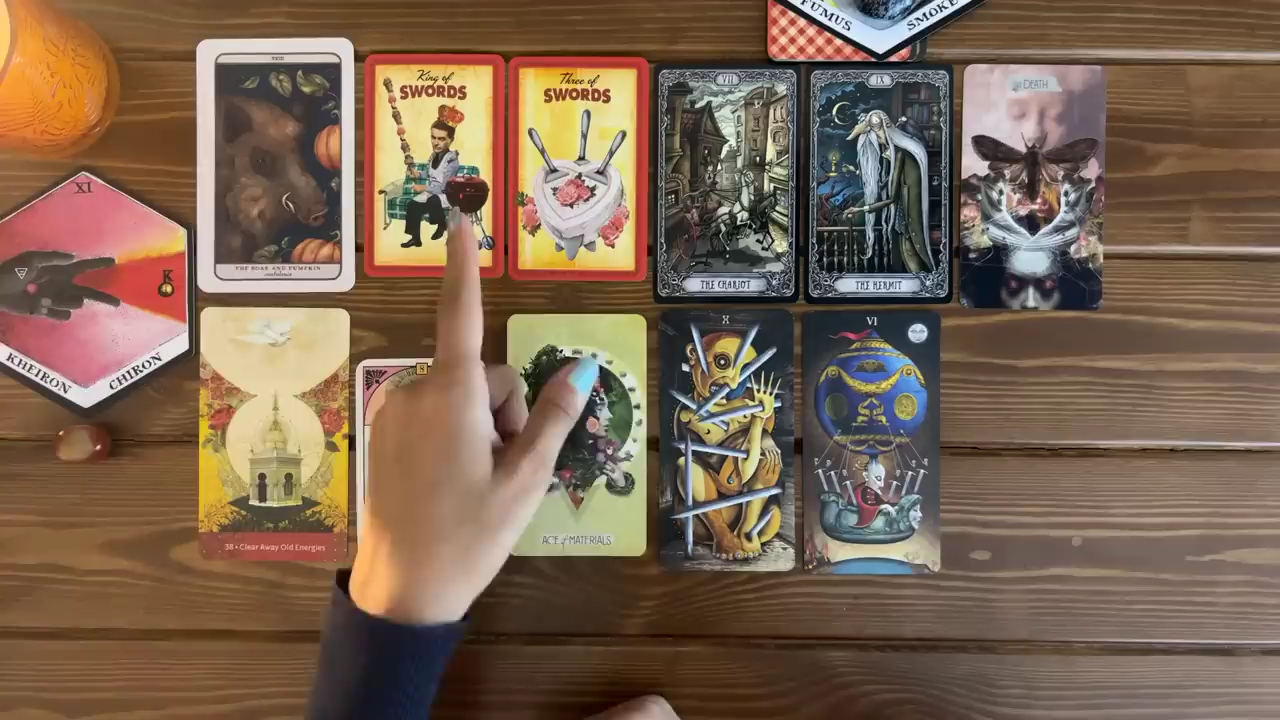 FUMUS
SMOKE
King of
SWORDS
Three of
SWORDS
VII
IX
DEATH
XI
THE BOAR AND PUMPKIN
THE CHARIOT
THE HERMIT
KHEIRON
CHIRON
K
X
VI
38 • Clear Away Old Energies
ACE of MATERIALS